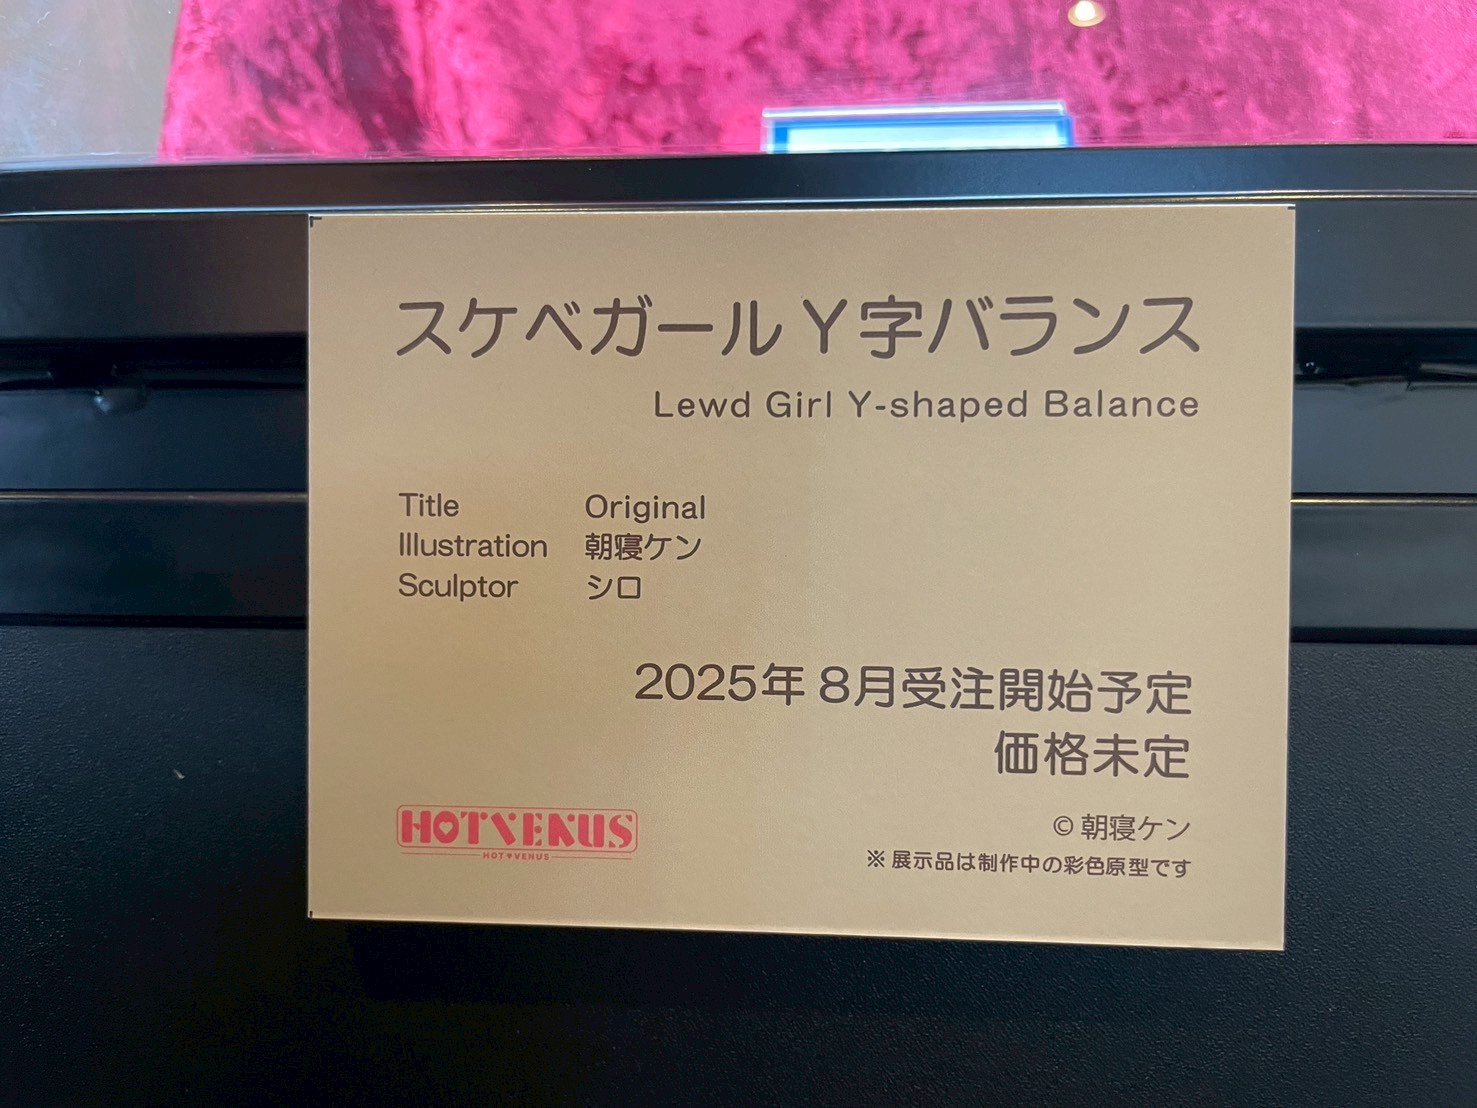 スケベガール Y字バランス
Lewd Girl Y-shaped Balance
Title Original
Illustration 朝寝ケン
Sculptor シロ
2025年 8月受注開始予定
価格未定
HOTVENUS
HOT♥VENUS
© 朝寝ケン
※ 展示品は制作中の彩色原型です